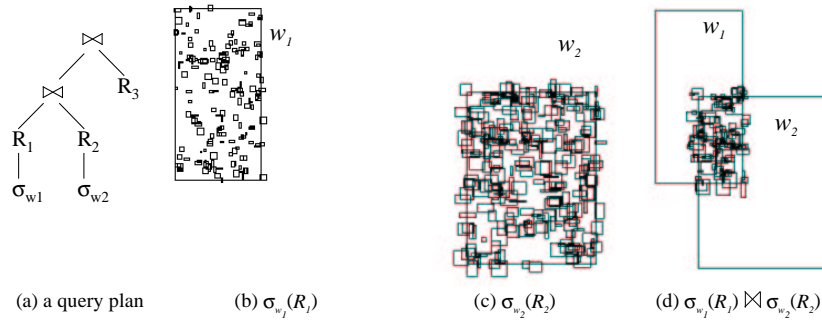 ⋈
⋈
R3
R1 R2
σw1 σw2
w1
w2
w1
w2
(a) a query plan
(b) σw1(R1)
(c) σw2(R2)
(d) σw1(R1) ⋈ σw2(R2)